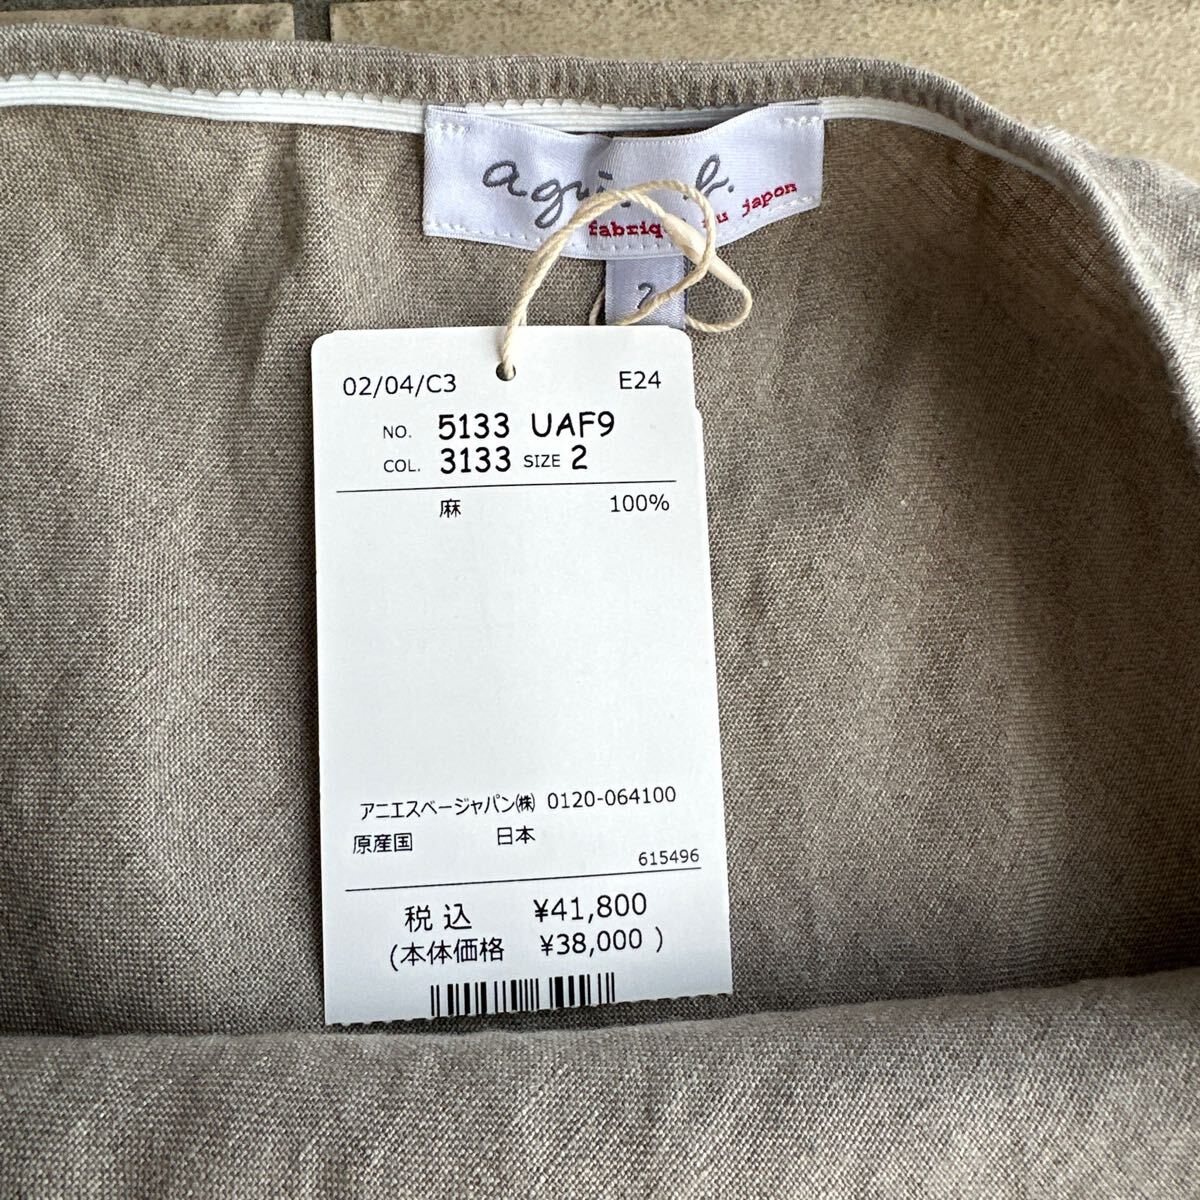 fabriqu
japon
2
02/04/C3 E24
NO. 5133 UAF9
COL. 3133 SIZE 2
麻 100%
アニエスベージャパン㈱ 0120-064100
原産国 日本
615496
税込 ¥41,800
(本体価格 ¥38,000 )